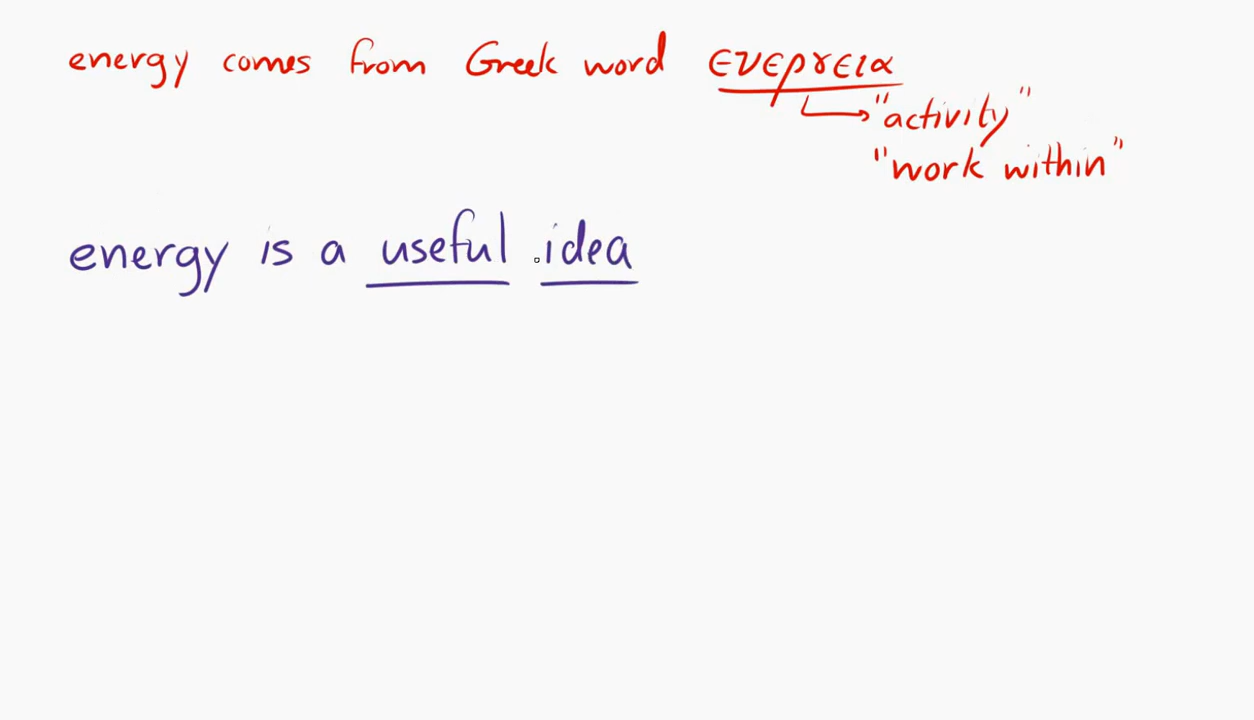 energy comes from Greek word ενεργεια
"activity"
"work within"
energy is a useful idea